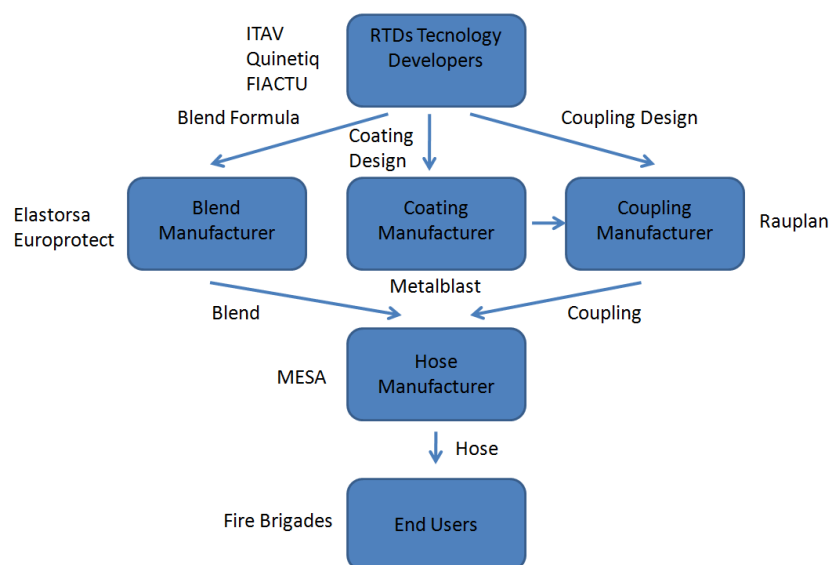 ITAV
Quinetiq
FIACTU
RTDs Tecnology
Developers
Blend Formula
Coating
Design
Coupling Design
Elastorsa
Europrotect
Blend
Manufacturer
Coating
Manufacturer
Coupling
Manufacturer
Rauplan
Metalblast
Blend
Coupling
MESA
Hose
Manufacturer
Hose
Fire Brigades
End Users